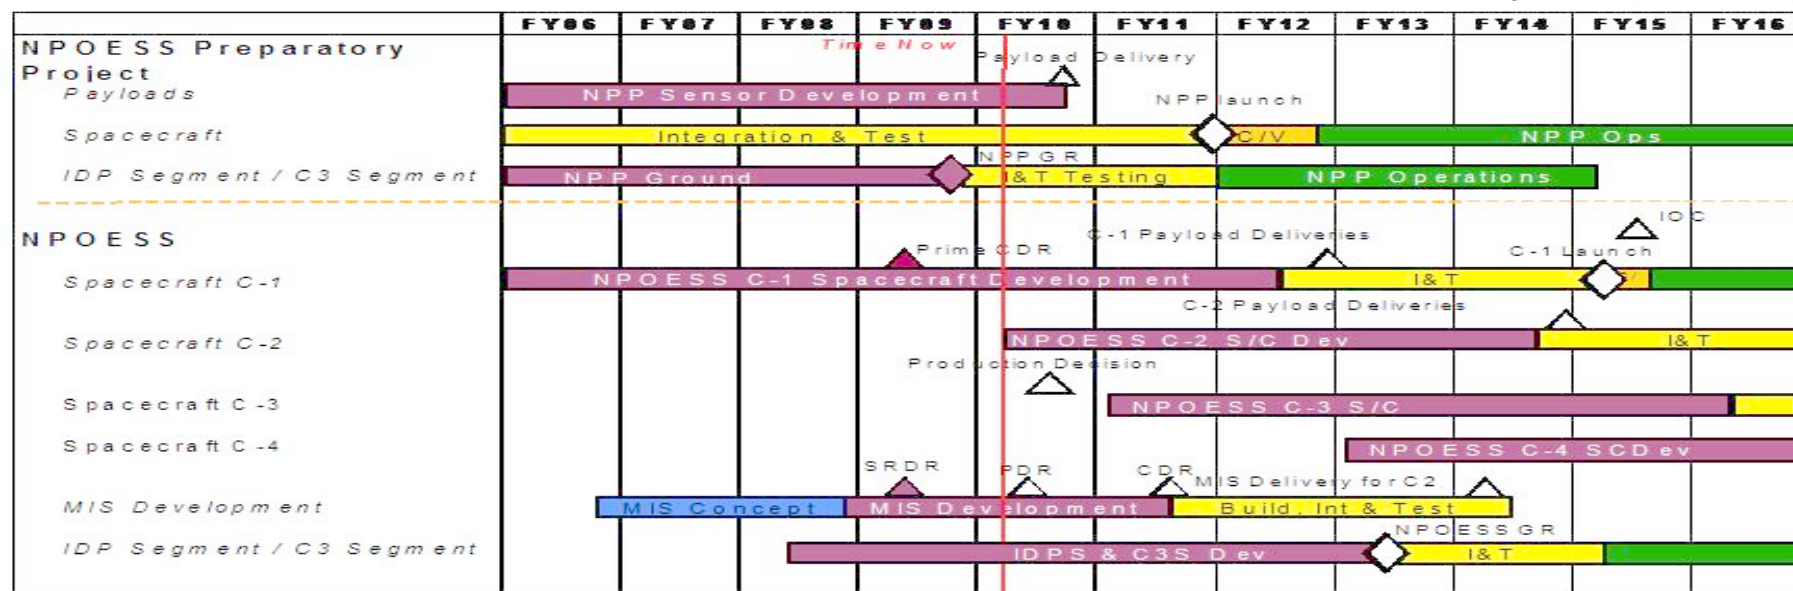 FY06 FY07 FY08 FY09 FY10 FY11 FY12 FY13 FY14 FY15 FY16
NPOESS Preparatory
Project
Time Now
Payload Delivery
Payloads
NPP Sensor Development
NPP launch
Spacecraft
Integration & Test
C/V
NPP Ops
NPP GR
IDP Segment / C3 Segment
NPP Ground
I&T Testing
NPP Operations
IOC
NPOESS
C-1 Payload Deliveries
Prime CDR
C-1 Launch
Spacecraft C-1
NPOESS C-1 Spacecraft Development
I&T
C-2 Payload Deliveries
Spacecraft C-2
NPOESS C-2 S/C Dev
I&T
Production Decision
Spacecraft C-3
NPOESS C-3 S/C
Spacecraft C-4
NPOESS C-4 SCDev
SRDR
PDR
CDR
MIS Delivery for C2
MIS Development
MIS Concept
MIS Development
Build, Int & Test
NPOESS GR
IDP Segment / C3 Segment
IDPS & C3S Dev
I&T